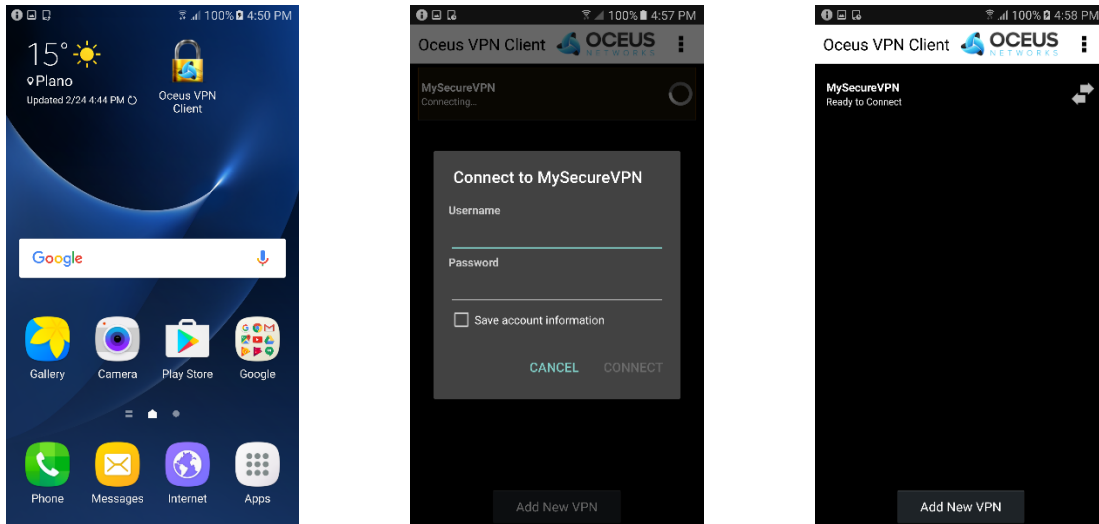 100% 4:50 PM
15°
Plano
Updated 2/24 4:44 PM
Oceus VPN
Client
Google
Gallery
Camera
Play Store
Google
Phone
Messages
Internet
Apps
100% 4:57 PM
Oceus VPN Client
OCEUS
NETWORKS
MySecureVPN
Connecting...
Connect to MySecureVPN
Username
Password
Save account information
CANCEL
CONNECT
Add New VPN
100% 4:58 PM
Oceus VPN Client
OCEUS
NETWORKS
MySecureVPN
Ready to Connect
Add New VPN